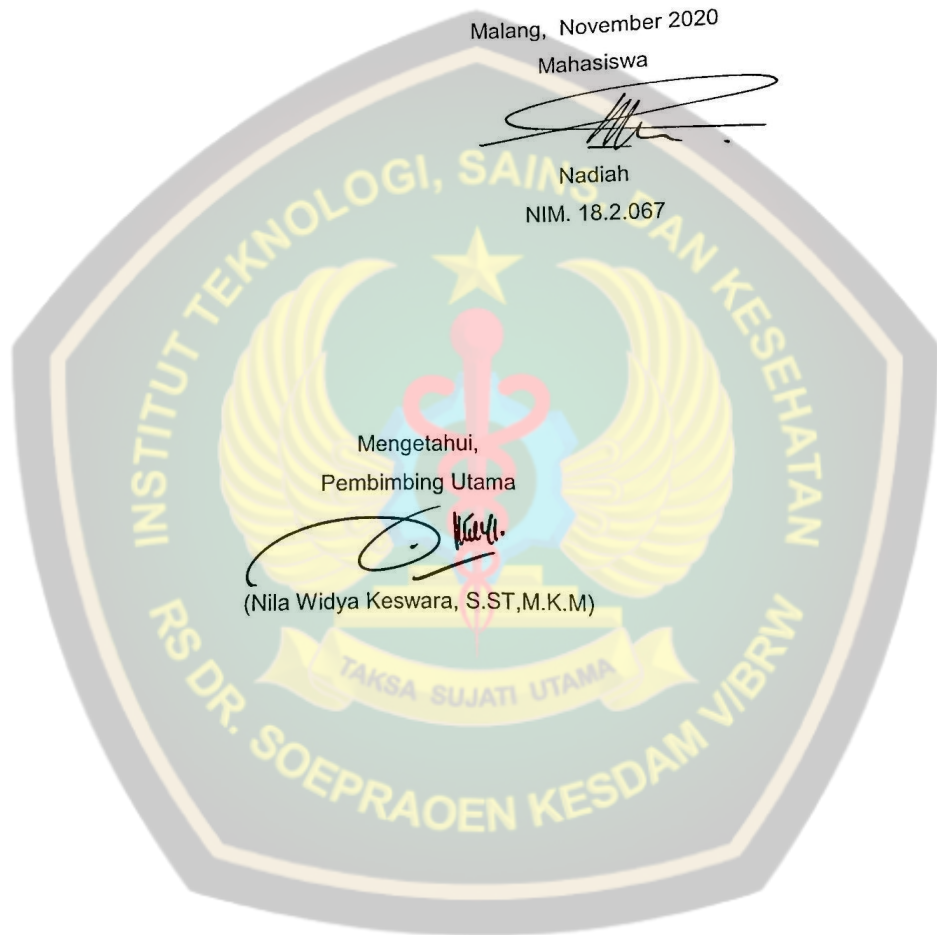 Malang, November 2020
Mahasiswa
Nadiah
NIM. 18.2.067
Mengetahui,
Pembimbing Utama
(Nila Widya Keswara, S.ST,M.K.M)
INSTITUT TEKNOLOGI, SAINS, DAN KESEHATAN
TAKSA SUJATI UTAMA
RS DR. SOEPRAOEN KESDAM V/BRW